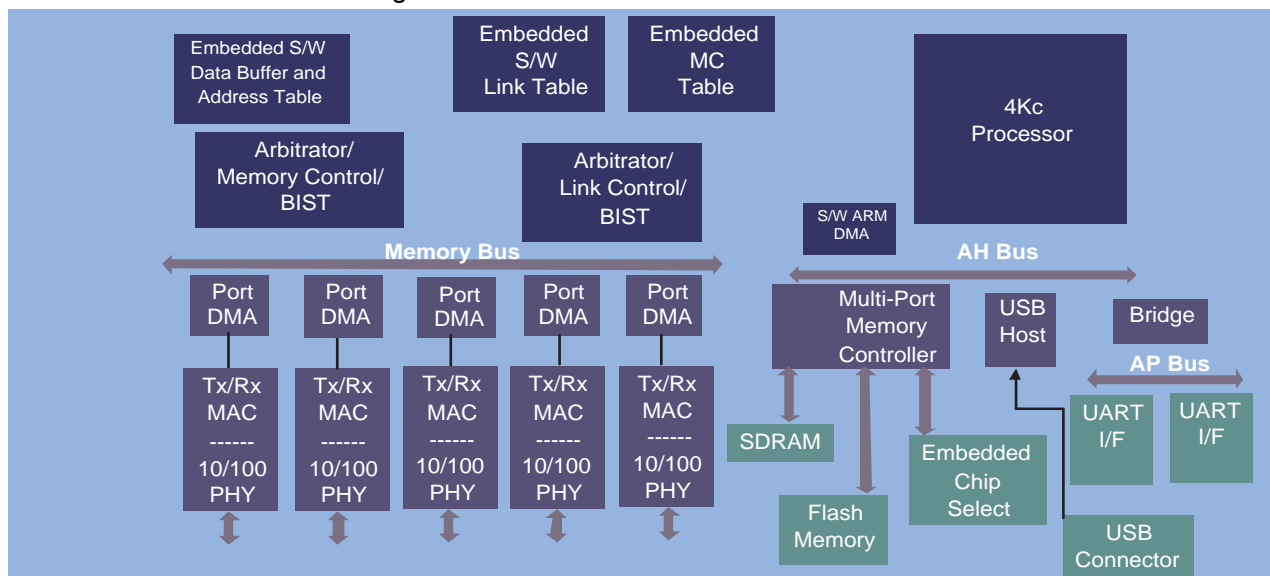 Embedded S/W
Data Buffer and
Address Table
Embedded
S/W
Link Table
Embedded
MC
Table
4Kc
Processor
Arbitrator/
Memory Control/
BIST
Arbitrator/
Link Control/
BIST
S/W ARM
DMA
Memory Bus
AH Bus
Port
DMA
Port
DMA
Port
DMA
Port
DMA
Port
DMA
Multi-Port
Memory
Controller
USB
Host
Bridge
AP Bus
Tx/Rx
MAC
------
10/100
PHY
Tx/Rx
MAC
------
10/100
PHY
Tx/Rx
MAC
------
10/100
PHY
Tx/Rx
MAC
------
10/100
PHY
Tx/Rx
MAC
------
10/100
PHY
SDRAM
Flash
Memory
Embedded
Chip
Select
UART
I/F
UART
I/F
USB
Connector